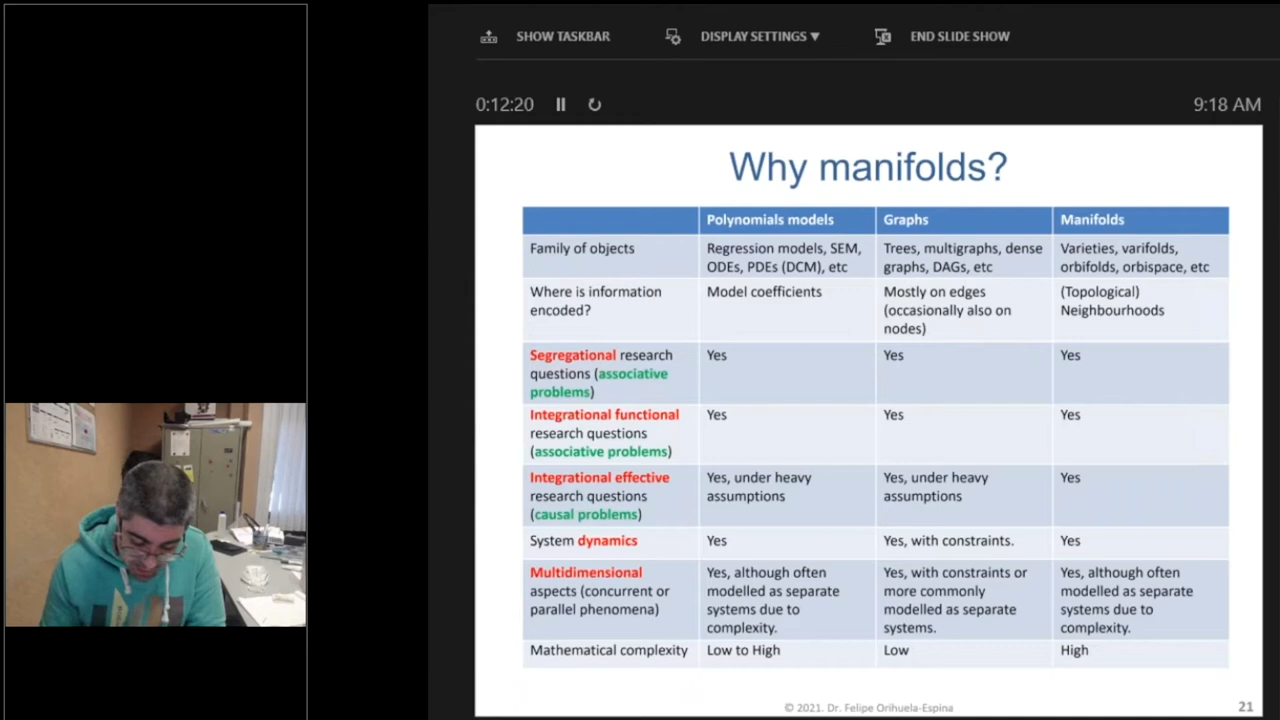 SHOW TASKBAR
DISPLAY SETTINGS ▼
END SLIDE SHOW
0:12:20
9:18 AM
Why manifolds?
Polynomials models
Graphs
Manifolds
Family of objects
Regression models, SEM,
ODEs, PDEs (DCM), etc
Trees, multigraphs, dense
graphs, DAGs, etc
Varieties, varifolds,
orbifolds, orbispace, etc
Where is information
encoded?
Model coefficients
Mostly on edges
(occasionally also on
nodes)
(Topological)
Neighbourhoods
Segregational research
questions (associative
problems)
Yes
Yes
Yes
Integrational functional
research questions
(associative problems)
Yes
Yes
Yes
Integrational effective
research questions
(causal problems)
Yes, under heavy
assumptions
Yes, under heavy
assumptions
Yes
System dynamics
Yes
Yes, with constraints.
Yes
Multidimensional
aspects (concurrent or
parallel phenomena)
Yes, although often
modelled as separate
systems due to
complexity.
Yes, with constraints or
more commonly
modelled as separate
systems.
Yes, although often
modelled as separate
systems due to
complexity.
Mathematical complexity
Low to High
Low
High
© 2021. Dr. Felipe Orihuela-Espina
21